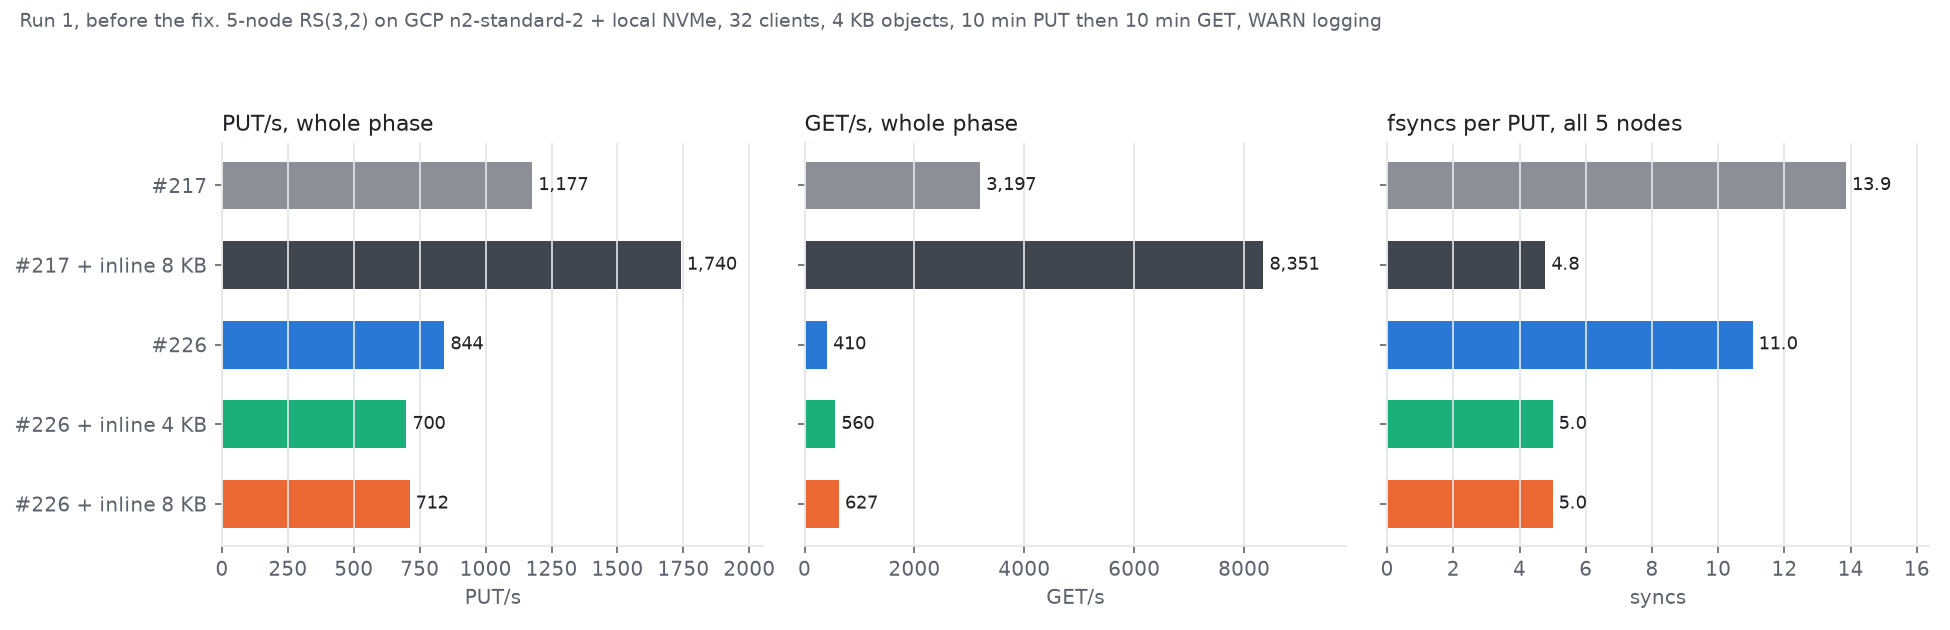 Run 1, before the fix. 5-node RS(3,2) on GCP n2-standard-2 + local NVMe, 32 clients, 4 KB objects, 10 min PUT then 10 min GET, WARN logging
PUT/s, whole phase
#217
1,177
#217 + inline 8 KB
1,740
#226
844
#226 + inline 4 KB
700
#226 + inline 8 KB
712
0 250 500 750 1000 1250 1500 1750 2000
PUT/s
GET/s, whole phase
3,197
8,351
410
560
627
0 2000 4000 6000 8000
GET/s
fsyncs per PUT, all 5 nodes
13.9
4.8
11.0
5.0
5.0
0 2 4 6 8 10 12 14 16
syncs